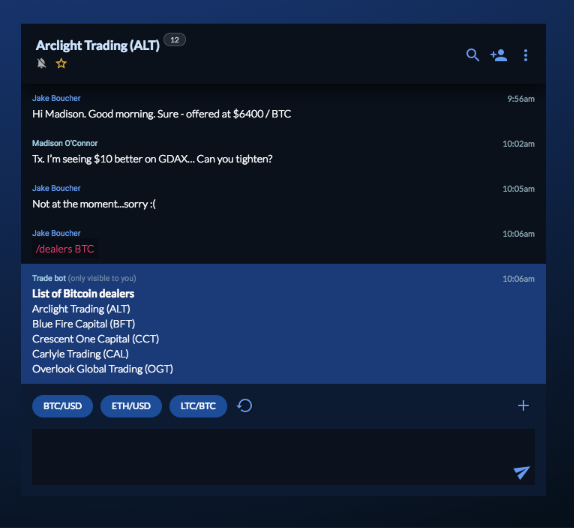 Arclight Trading (ALT) 12
Jake Boucher 9:56am
Hi Madison. Good morning. Sure - offered at $6400 / BTC
Madison O'Connor 10:02am
Tx. I'm seeing $10 better on GDAX... Can you tighten?
Jake Boucher 10:05am
Not at the moment...sorry :(
Jake Boucher 10:06am
/dealers BTC
Trade bot (only visible to you) 10:06am
List of Bitcoin dealers
Arclight Trading (ALT)
Blue Fire Capital (BFT)
Crescent One Capital (CCT)
Carlyle Trading (CAL)
Overlook Global Trading (OGT)
BTC/USD ETH/USD LTC/BTC